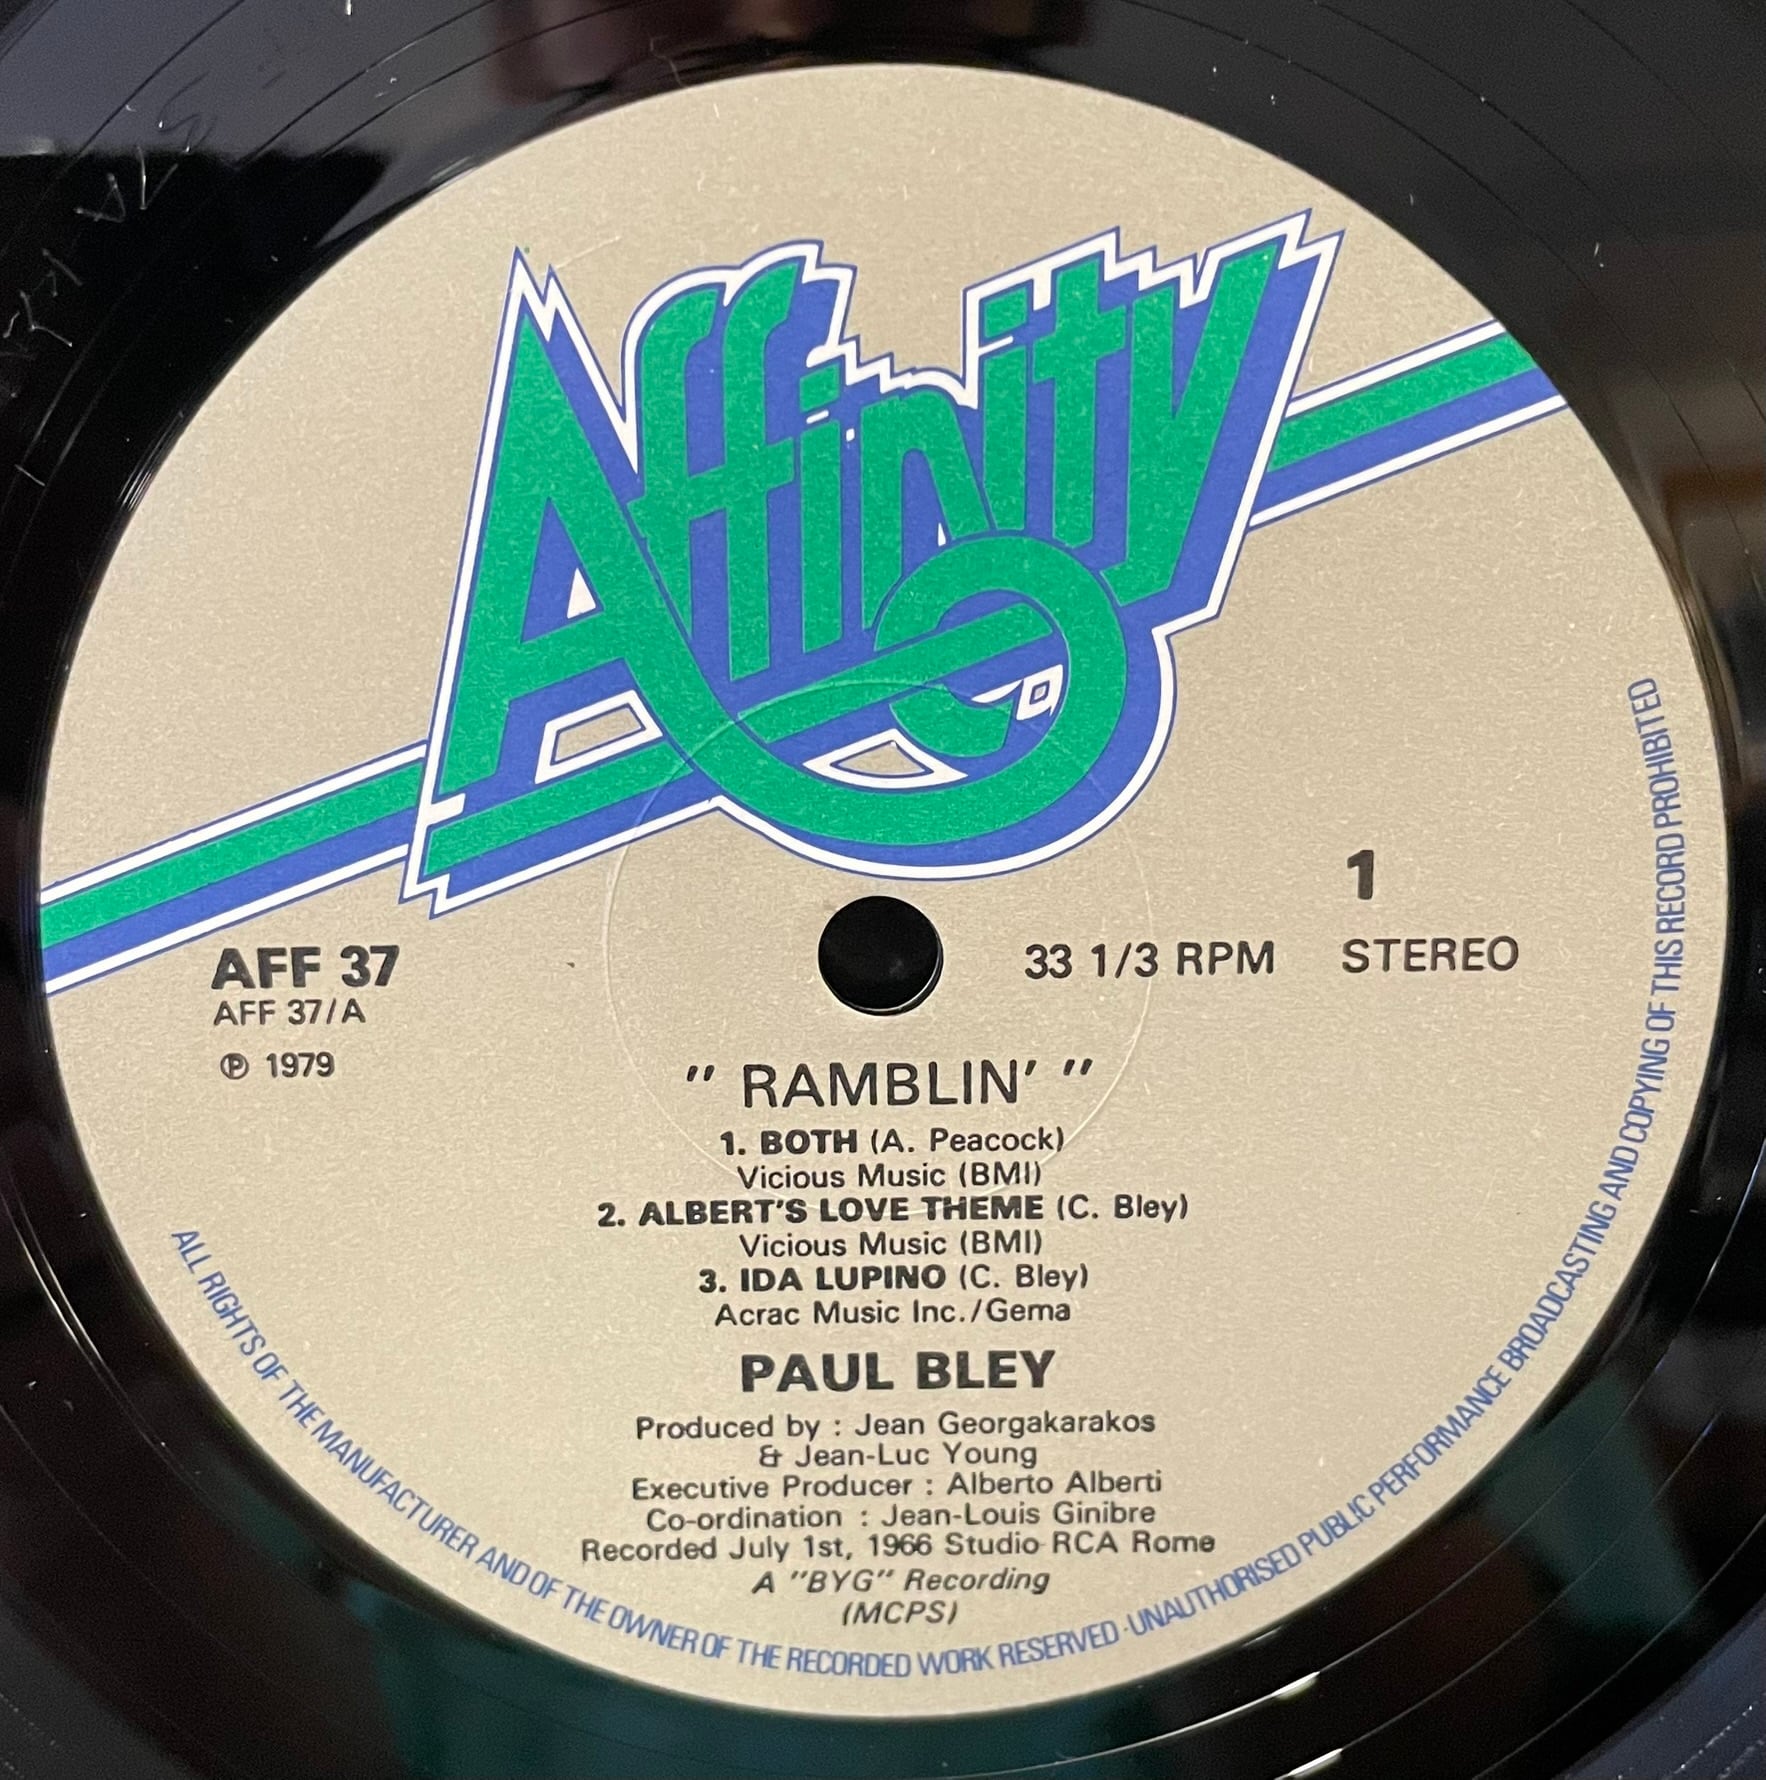 Affinity
1
AFF 37
33 1/3 RPM
STEREO
AFF 37/A
℗ 1979
" RAMBLIN' "
1. BOTH (A. Peacock)
Vicious Music (BMI)
2. ALBERT'S LOVE THEME (C. Bley)
Vicious Music (BMI)
3. IDA LUPINO (C. Bley)
Acrac Music Inc./Gema
PAUL BLEY
Produced by : Jean Georgakarakos
& Jean-Luc Young
Executive Producer : Alberto Alberti
Co-ordination : Jean-Louis Ginibre
Recorded July 1st, 1966 Studio RCA Rome
A "BYG" Recording
(MCPS)
ALL RIGHTS OF THE MANUFACTURER AND OF THE OWNER OF THE RECORDED WORK RESERVED · UNAUTHORISED PUBLIC PERFORMANCE BROADCASTING AND COPYING OF THIS RECORD PROHIBITED